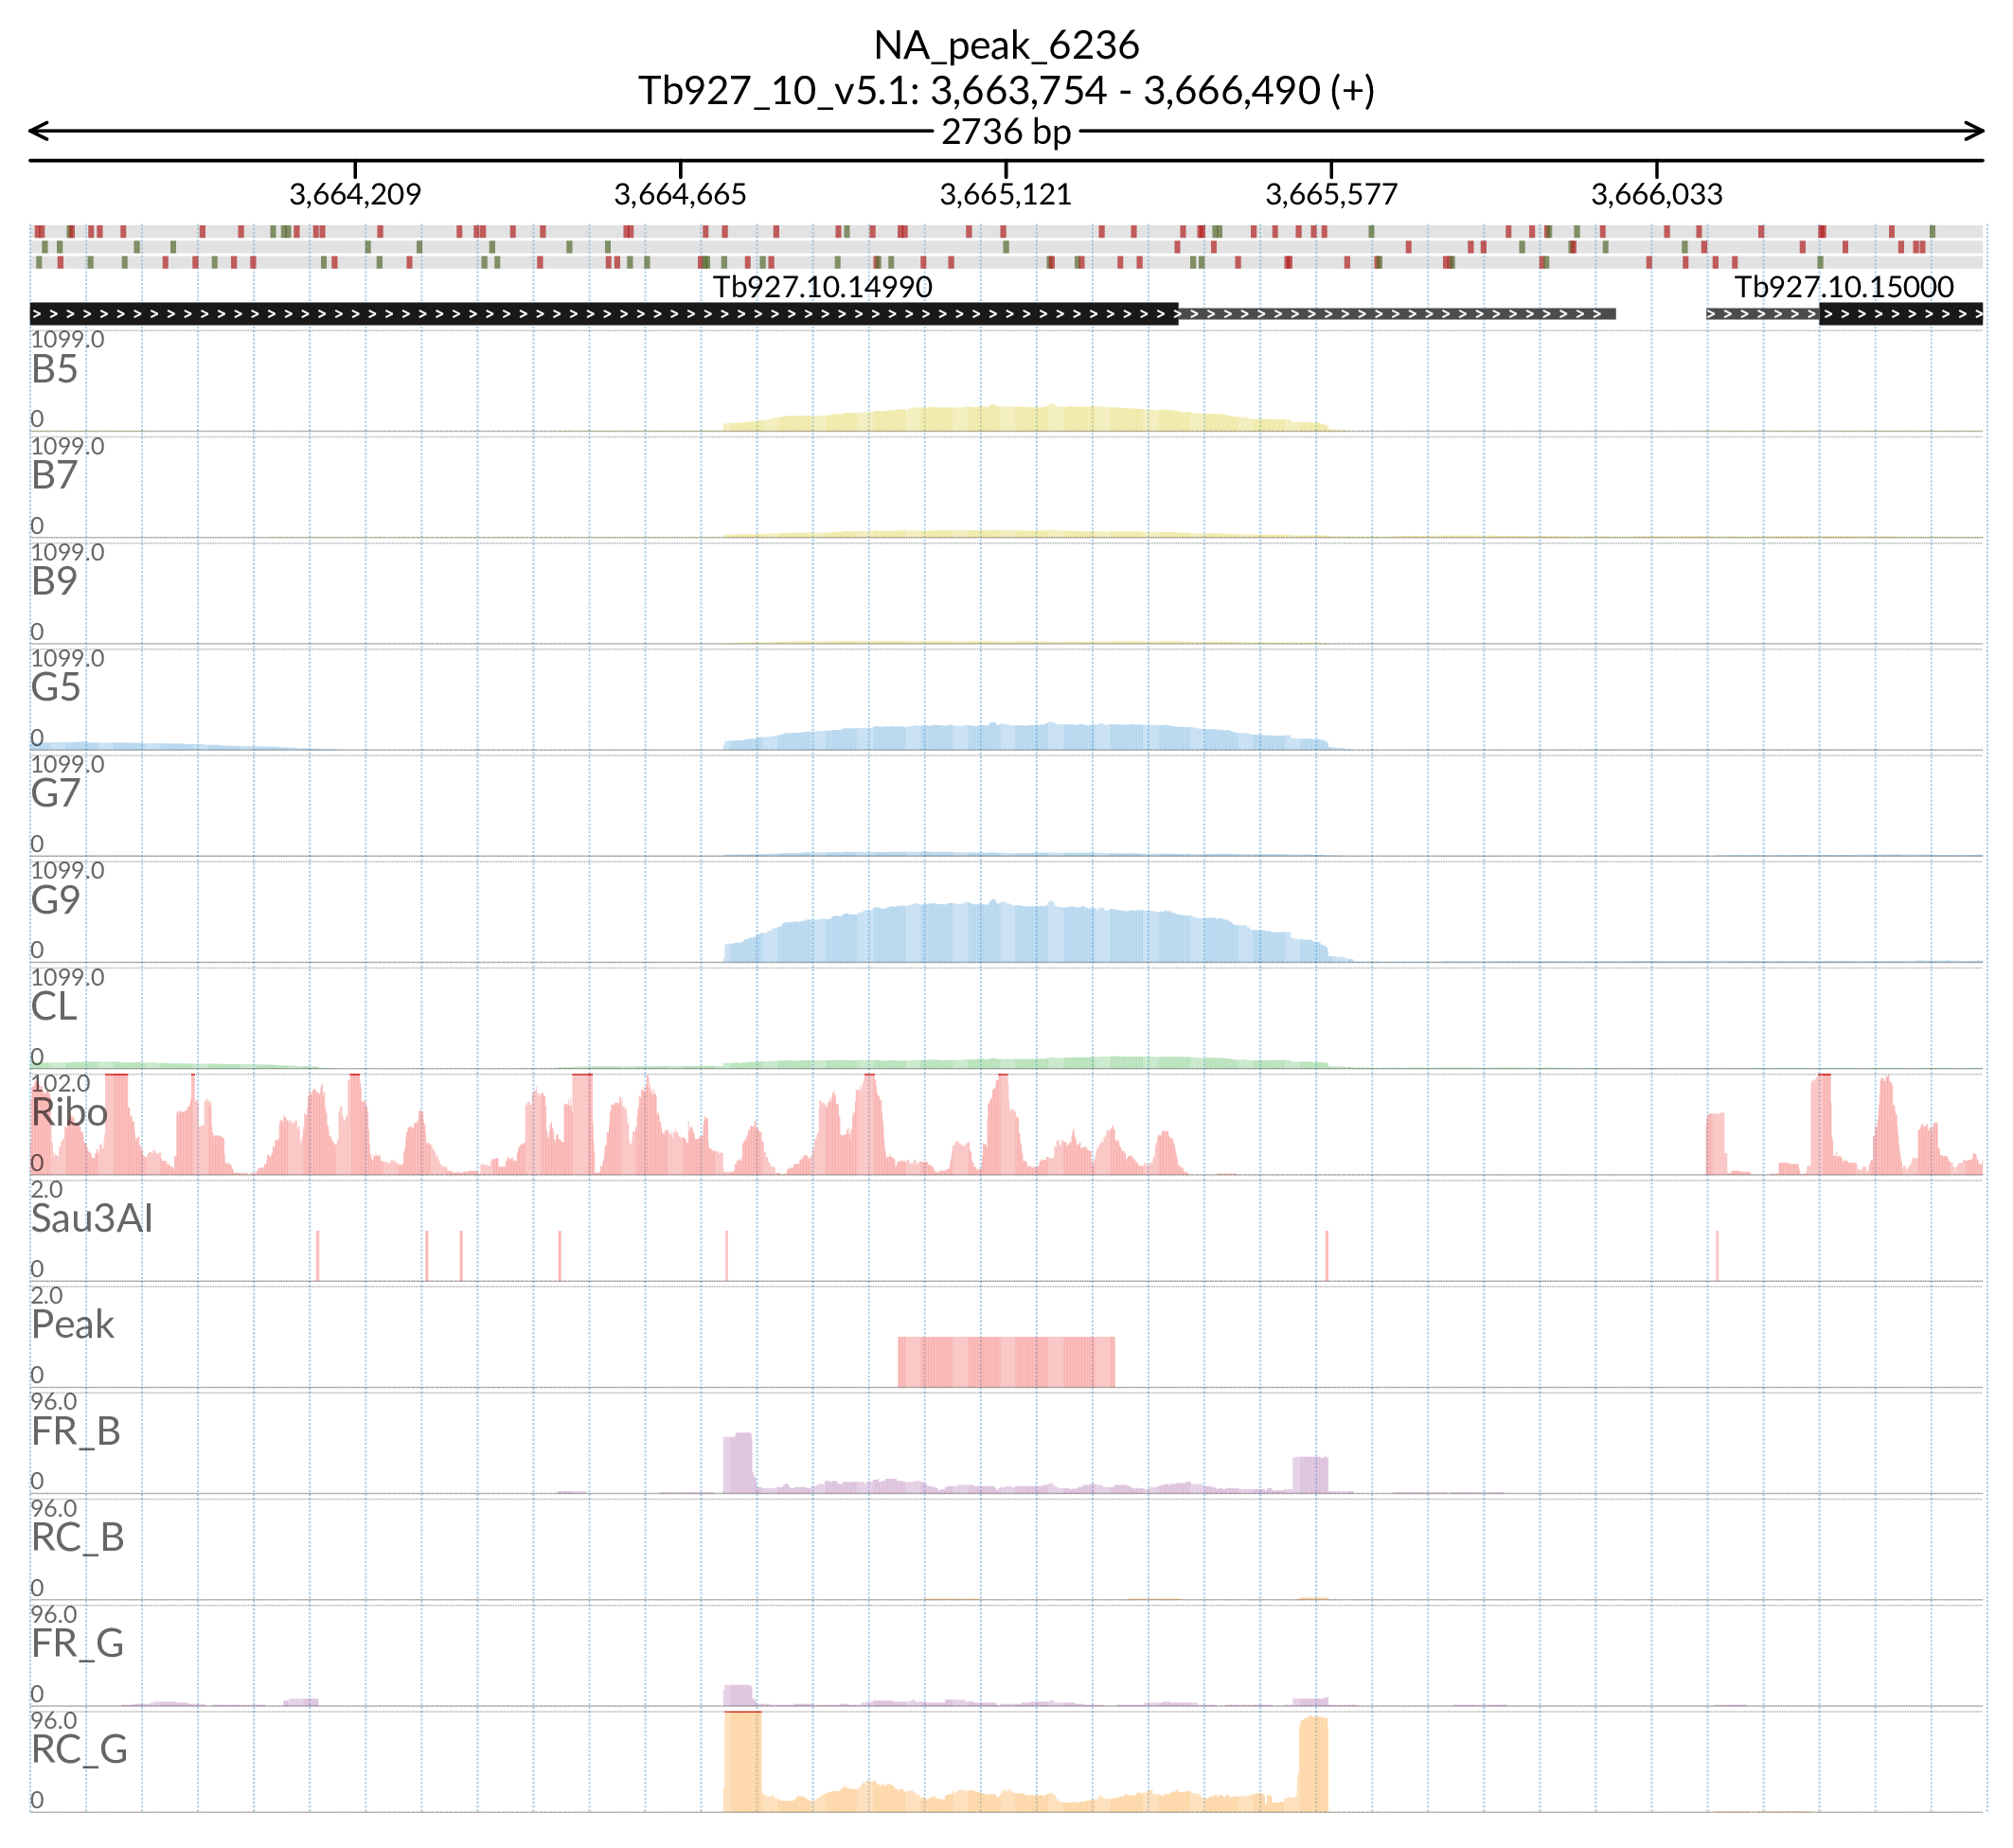 NA_peak_6236
Tb927_10_v5.1: 3,663,754 - 3,666,490 (+)
2736 bp
3,664,209 3,664,665 3,665,121 3,665,577 3,666,033
Tb927.10.14990 Tb927.10.15000
1099.0
B5
0
1099.0
B7
0
1099.0
B9
0
1099.0
G5
0
1099.0
G7
0
1099.0
G9
0
1099.0
CL
0
102.0
Ribo
0
2.0
Sau3AI
0
2.0
Peak
0
96.0
FR_B
0
96.0
RC_B
0
96.0
FR_G
0
96.0
RC_G
0